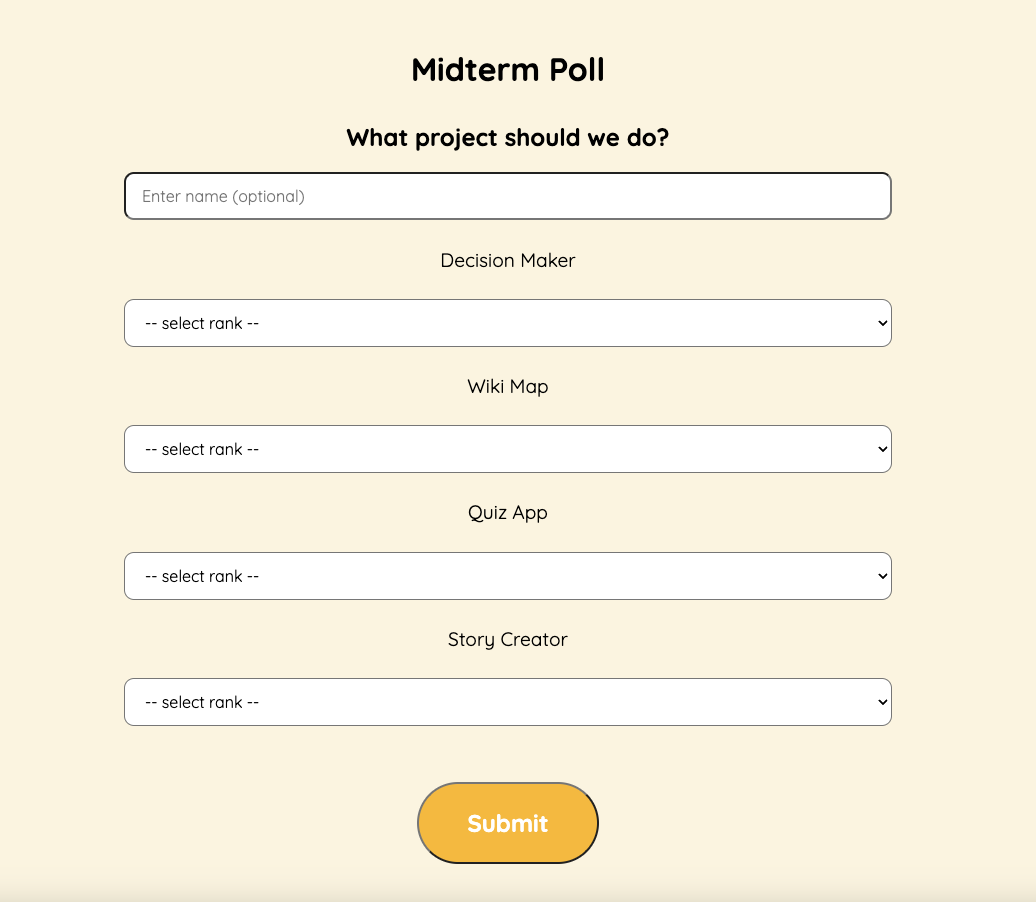 Midterm Poll
What project should we do?
Enter name (optional)
Decision Maker
-- select rank --
Wiki Map
-- select rank --
Quiz App
-- select rank --
Story Creator
-- select rank --
Submit